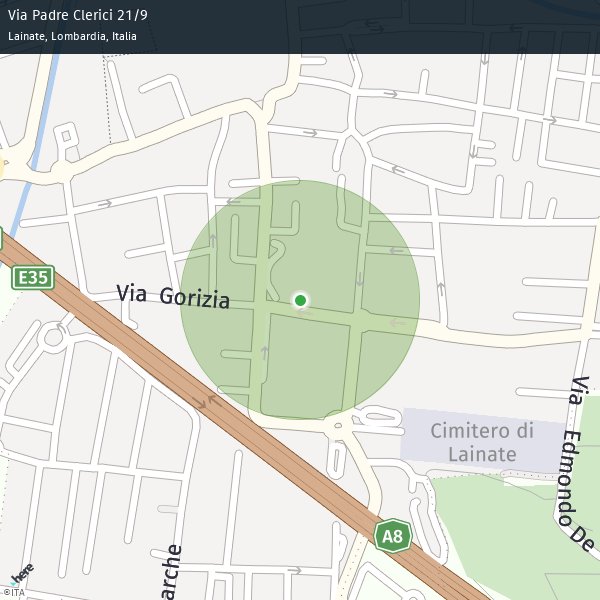 Via Padre Clerici 21/9
Lainate, Lombardia, Italia
E35
Via Gorizia
Via Edmondo De
Cimitero di
Lainate
A8
arche
here
©ITA